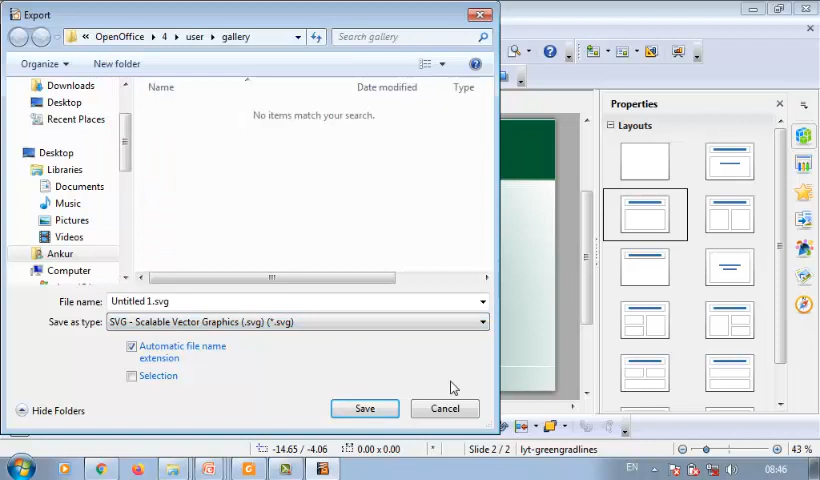 Export
OpenOffice
4
user
gallery
Search gallery
Organize
New folder
Name
Date modified
Type
No items match your search.
Downloads
Desktop
Recent Places
Desktop
Libraries
Documents
Music
Pictures
Videos
Ankur
Computer
File name:
Untitled 1.svg
Save as type:
SVG - Scalable Vector Graphics (.svg) (*.svg)
Automatic file name
extension
Selection
Hide Folders
Save
Cancel
Properties
Layouts
-14.65 / -4.06
0.00 x 0.00
*
Slide 2 / 2
lyt-greengradlines
43 %
EN
08:46